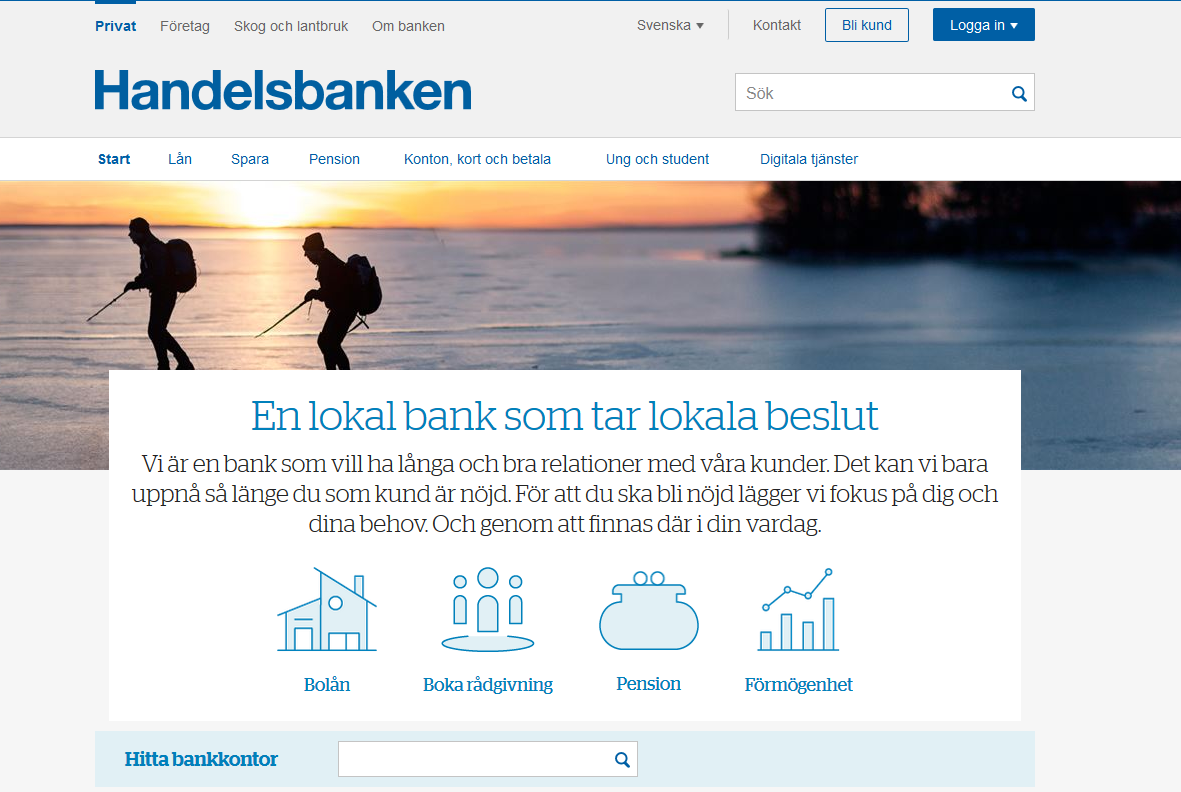 Privat Företag Skog och lantbruk Om banken Svenska Kontakt Bli kund Logga in
Handelsbanken
Sök
Start Lån Spara Pension Konton, kort och betala Ung och student Digitala tjänster
En lokal bank som tar lokala beslut
Vi är en bank som vill ha långa och bra relationer med våra kunder. Det kan vi bara
uppnå så länge du som kund är nöjd. För att du ska bli nöjd lägger vi fokus på dig och
dina behov. Och genom att finnas där i din vardag.
Bolån Boka rådgivning Pension Förmögenhet
Hitta bankkontor